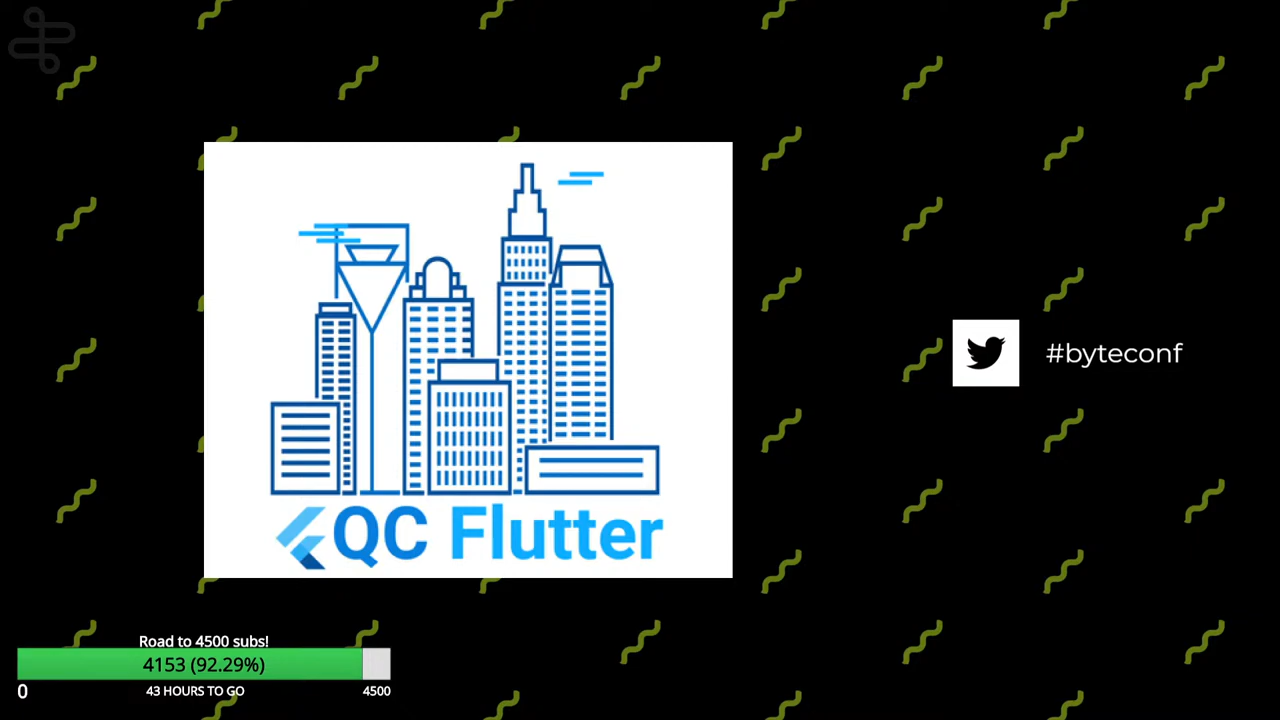 QC Flutter
#byteconf
Road to 4500 subs!
4153 (92.29%)
0 43 HOURS TO GO 4500